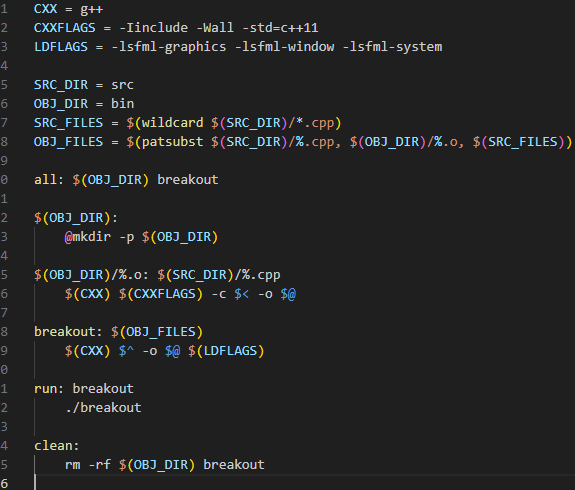 1 CXX = g++
2 CXXFLAGS = -Iinclude -Wall -std=c++11
3 LDFLAGS = -lsfml-graphics -lsfml-window -lsfml-system
4
5 SRC_DIR = src
6 OBJ_DIR = bin
7 SRC_FILES = $(wildcard $(SRC_DIR)/*.cpp)
8 OBJ_FILES = $(patsubst $(SRC_DIR)/%.cpp, $(OBJ_DIR)/%.o, $(SRC_FILES))
9
0 all: $(OBJ_DIR) breakout
1
2 $(OBJ_DIR):
3     @mkdir -p $(OBJ_DIR)
4
5 $(OBJ_DIR)/%.o: $(SRC_DIR)/%.cpp
6     $(CXX) $(CXXFLAGS) -c $< -o $@
7
8 breakout: $(OBJ_FILES)
9     $(CXX) $^ -o $@ $(LDFLAGS)
0
1 run: breakout
2     ./breakout
3
4 clean:
5     rm -rf $(OBJ_DIR) breakout
6